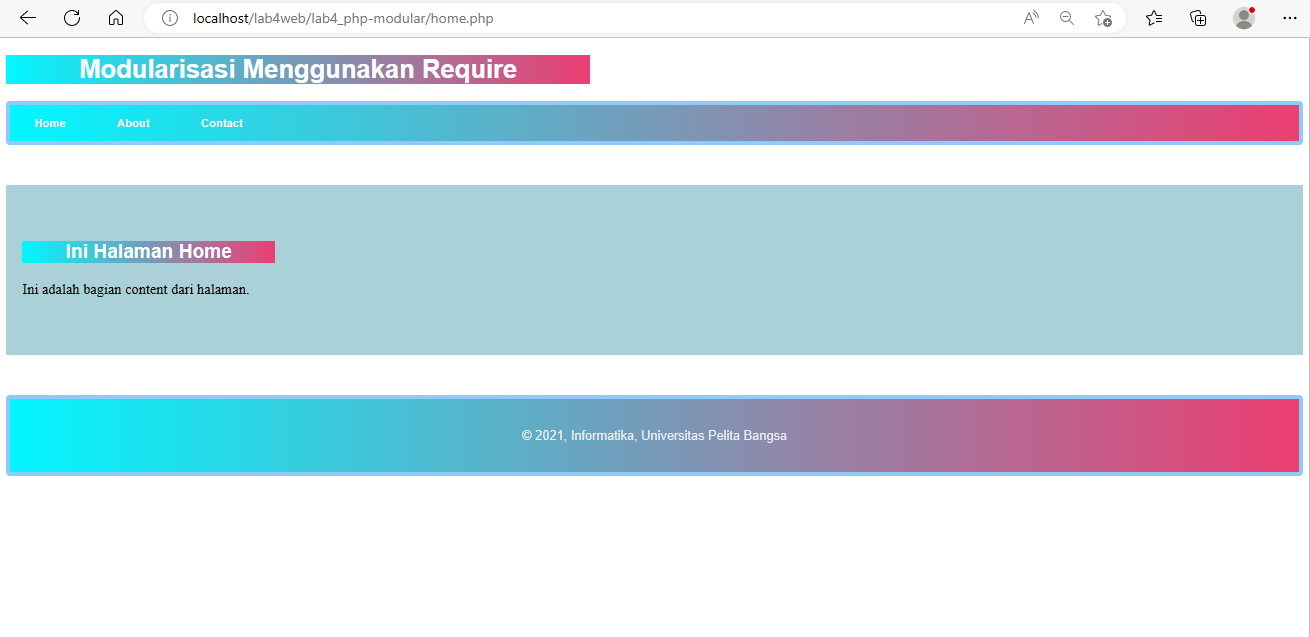 localhost/lab4web/lab4_php-modular/home.php
Modularisasi Menggunakan Require
Home About Contact
Ini Halaman Home
Ini adalah bagian content dari halaman.
© 2021, Informatika, Universitas Pelita Bangsa